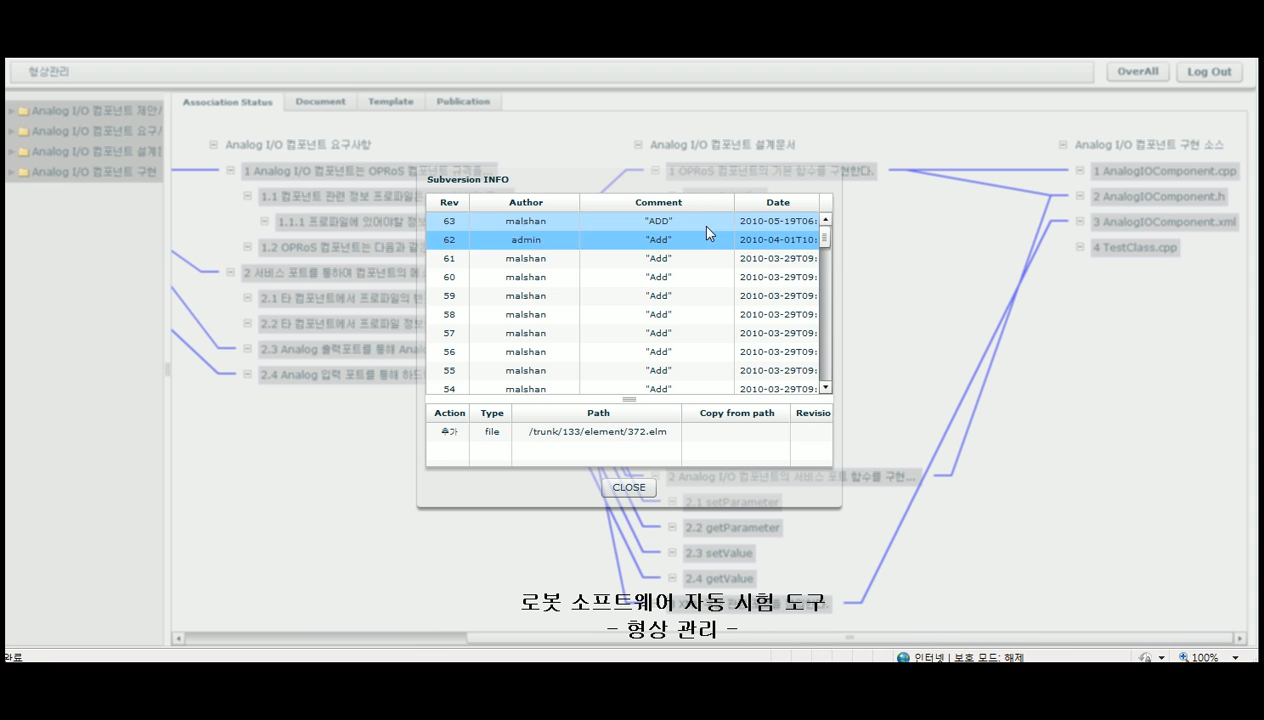 형상관리
OverAll
Log Out
Analog I/O 컴포넌트 제안
Analog I/O 컴포넌트 요구
Analog I/O 컴포넌트 설계
Analog I/O 컴포넌트 구현
Association Status
Document
Template
Publication
Analog I/O 컴포넌트 요구사항
1 Analog I/O 컴포넌트는 OPRoS 컴포넌트 규격을...
1.1 컴포넌트 관련 정보 프로파일은
1.1.1 프로파일에 있어야할 정보
1.2 OPRoS 컴포넌트는 다음과 같은
2 서비스 포트를 통하여 컴포넌트의 메소
2.1 타 컴포넌트에서 프로파일의
2.2 타 컴포넌트에서 프로파일 정보
2.3 Analog 출력포트를 통해 Analo
2.4 Analog 입력 포트를 통해 하드
Analog I/O 컴포넌트 설계문서
1 OPRoS 컴포넌트의 기본 함수를 구현한다.
Analog I/O 컴포넌트 구현 소스
1 AnalogIOComponent.cpp
2 AnalogIOComponent.h
3 AnalogIOComponent.xml
4 TestClass.cpp
Subversion INFO
Rev Author Comment Date
63 malshan "ADD" 2010-05-19T06:
62 admin "Add" 2010-04-01T10:
61 malshan "Add" 2010-03-29T09:
60 malshan "Add" 2010-03-29T09:
59 malshan "Add" 2010-03-29T09:
58 malshan "Add" 2010-03-29T09:
57 malshan "Add" 2010-03-29T09:
56 malshan "Add" 2010-03-29T09:
55 malshan "Add" 2010-03-29T09:
54 malshan "Add" 2010-03-29T09:
Action Type Path Copy from path Revisio
추가 file /trunk/133/element/372.elm
CLOSE
2 Analog I/O 컴포넌트의 서비스 포트 함수를 구현...
2.1 setParameter
2.2 getParameter
2.3 setValue
2.4 getValue
로봇 소프트웨어 자동 시험 도구
- 형상 관리 -
완료
인터넷 | 보호 모드: 해제
100%